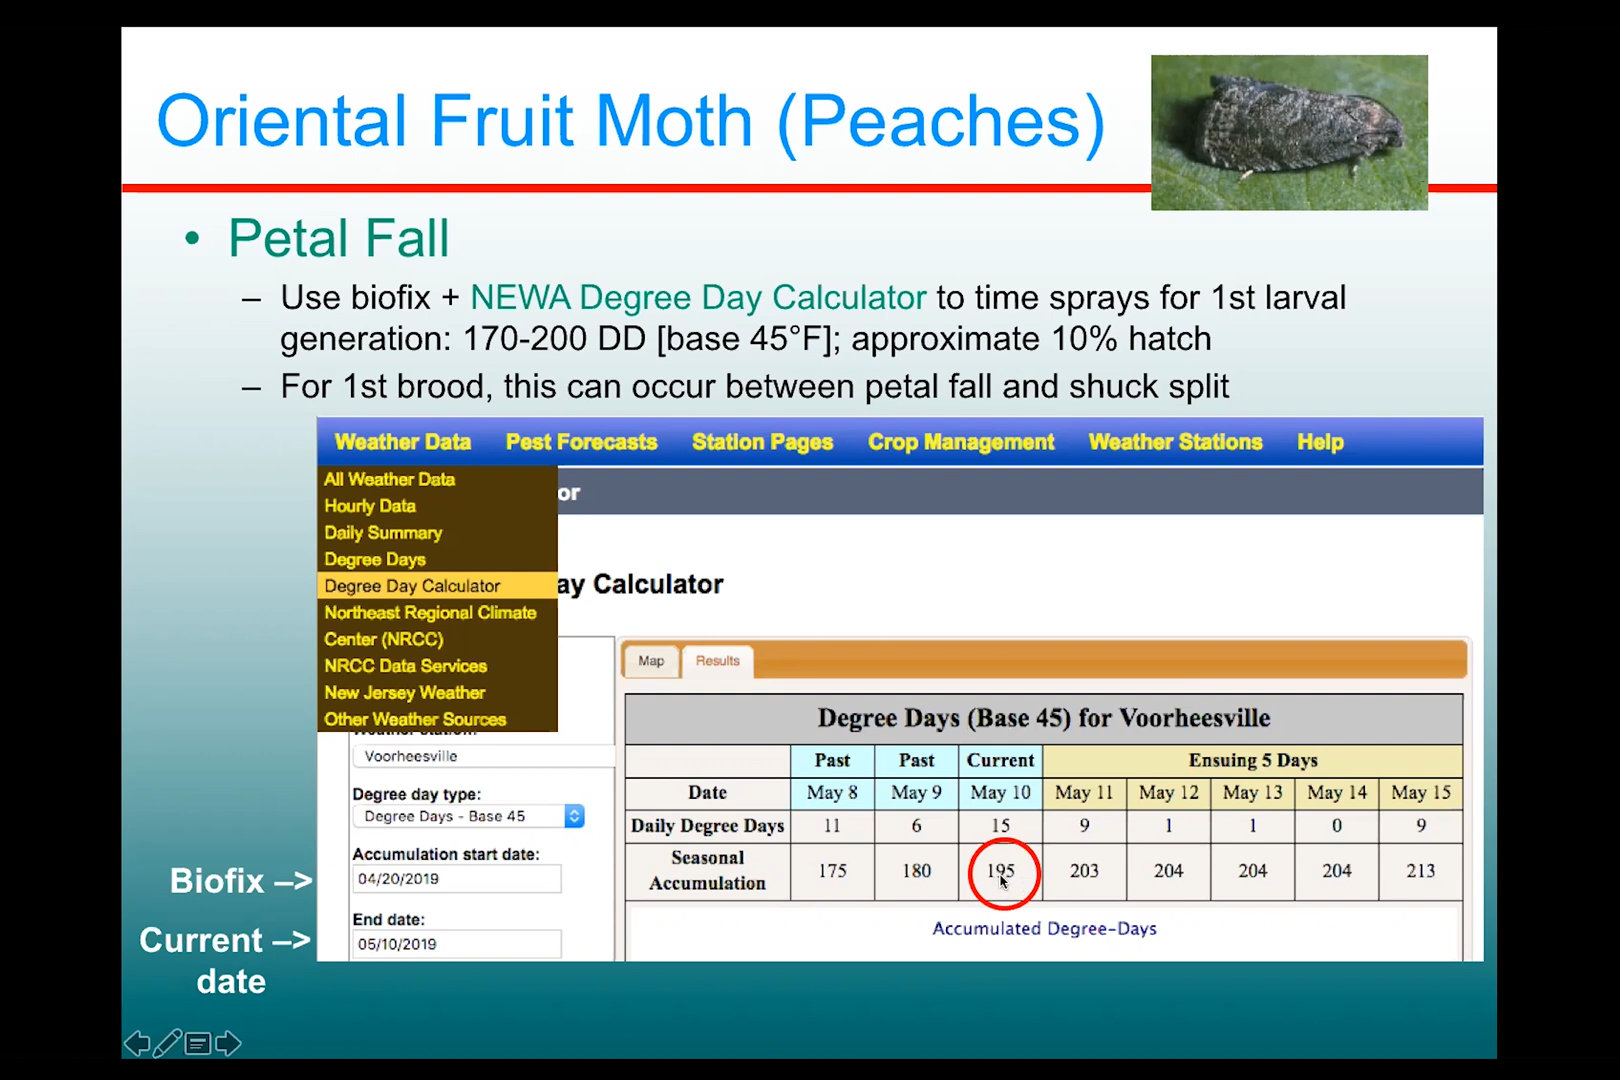 Oriental Fruit Moth (Peaches)
• Petal Fall
– Use biofix + NEWA Degree Day Calculator to time sprays for 1st larval
generation: 170-200 DD [base 45°F]; approximate 10% hatch
– For 1st brood, this can occur between petal fall and shuck split
Weather Data Pest Forecasts Station Pages Crop Management Weather Stations Help
All Weather Data
Hourly Data
Daily Summary
Degree Days
Degree Day Calculator
Northeast Regional Climate
Center (NRCC)
NRCC Data Services
New Jersey Weather
Other Weather Sources
or
ay Calculator
Weather station:
Voorheesville
Degree day type:
Degree Days - Base 45
Accumulation start date:
Biofix –>
04/20/2019
End date:
Current –>
date
05/10/2019
Map Results
Degree Days (Base 45) for Voorheesville
Past Past Current Ensuing 5 Days
Date May 8 May 9 May 10 May 11 May 12 May 13 May 14 May 15
Daily Degree Days 11 6 15 9 1 1 0 9
Seasonal
Accumulation 175 180 195 203 204 204 204 213
Accumulated Degree-Days